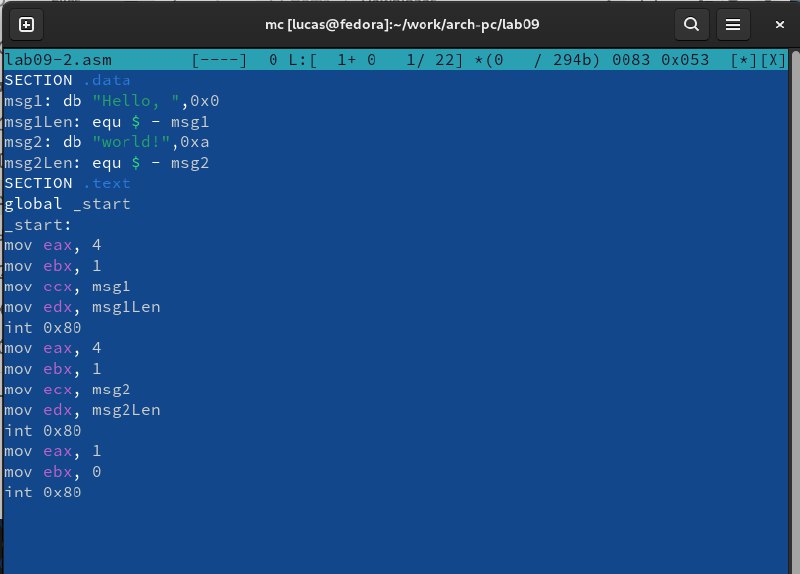 mc [lucas@fedora]:~/work/arch-pc/lab09
lab09-2.asm        [----]  0 L:[  1+ 0   1/ 22] *(0   / 294b) 0083 0x053  [*][X]
SECTION .data
msg1: db "Hello, ",0x0
msg1Len: equ $ - msg1
msg2: db "world!",0xa
msg2Len: equ $ - msg2
SECTION .text
global _start
_start:
mov eax, 4
mov ebx, 1
mov ecx, msg1
mov edx, msg1Len
int 0x80
mov eax, 4
mov ebx, 1
mov ecx, msg2
mov edx, msg2Len
int 0x80
mov eax, 1
mov ebx, 0
int 0x80